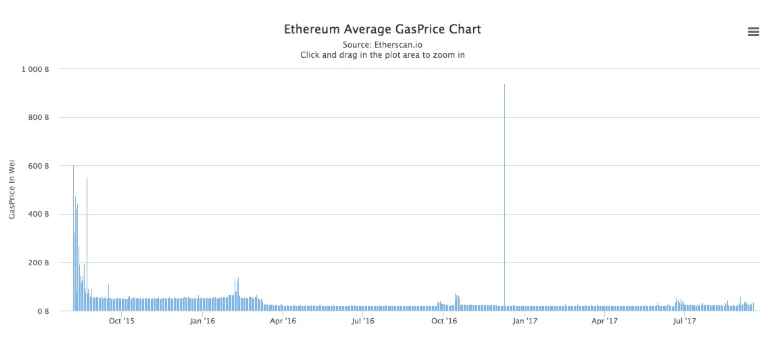 Ethereum Average GasPrice Chart
Source: Etherscan.io
Click and drag in the plot area to zoom in
GasPrice In Wei
1 000 B
800 B
600 B
400 B
200 B
0 B
Oct '15 Jan '16 Apr '16 Jul '16 Oct '16 Jan '17 Apr '17 Jul '17